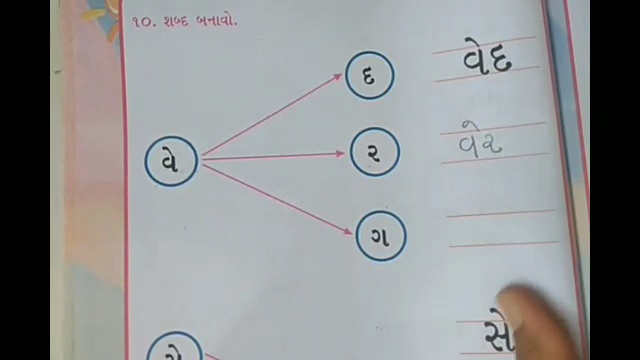 ૧૦. શબ્દ બનાવો.
દ વેદ
વે ર વેર
ગ
સે